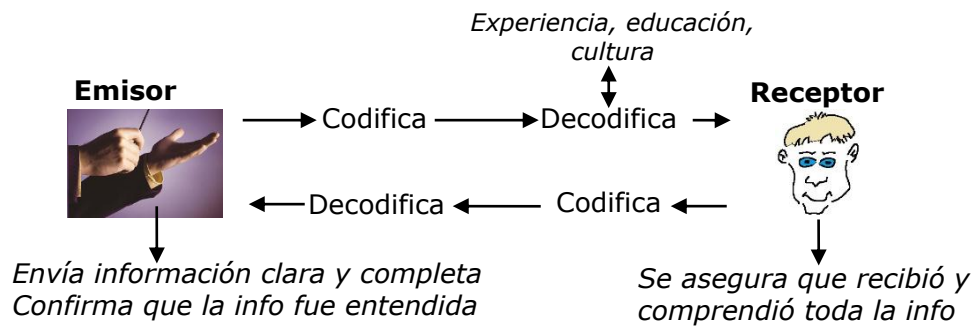 Experiencia, educación,
cultura
Emisor
Receptor
Codifica
Decodifica
Decodifica
Codifica
Envía información clara y completa
Confirma que la info fue entendida
Se asegura que recibió y
comprendió toda la info